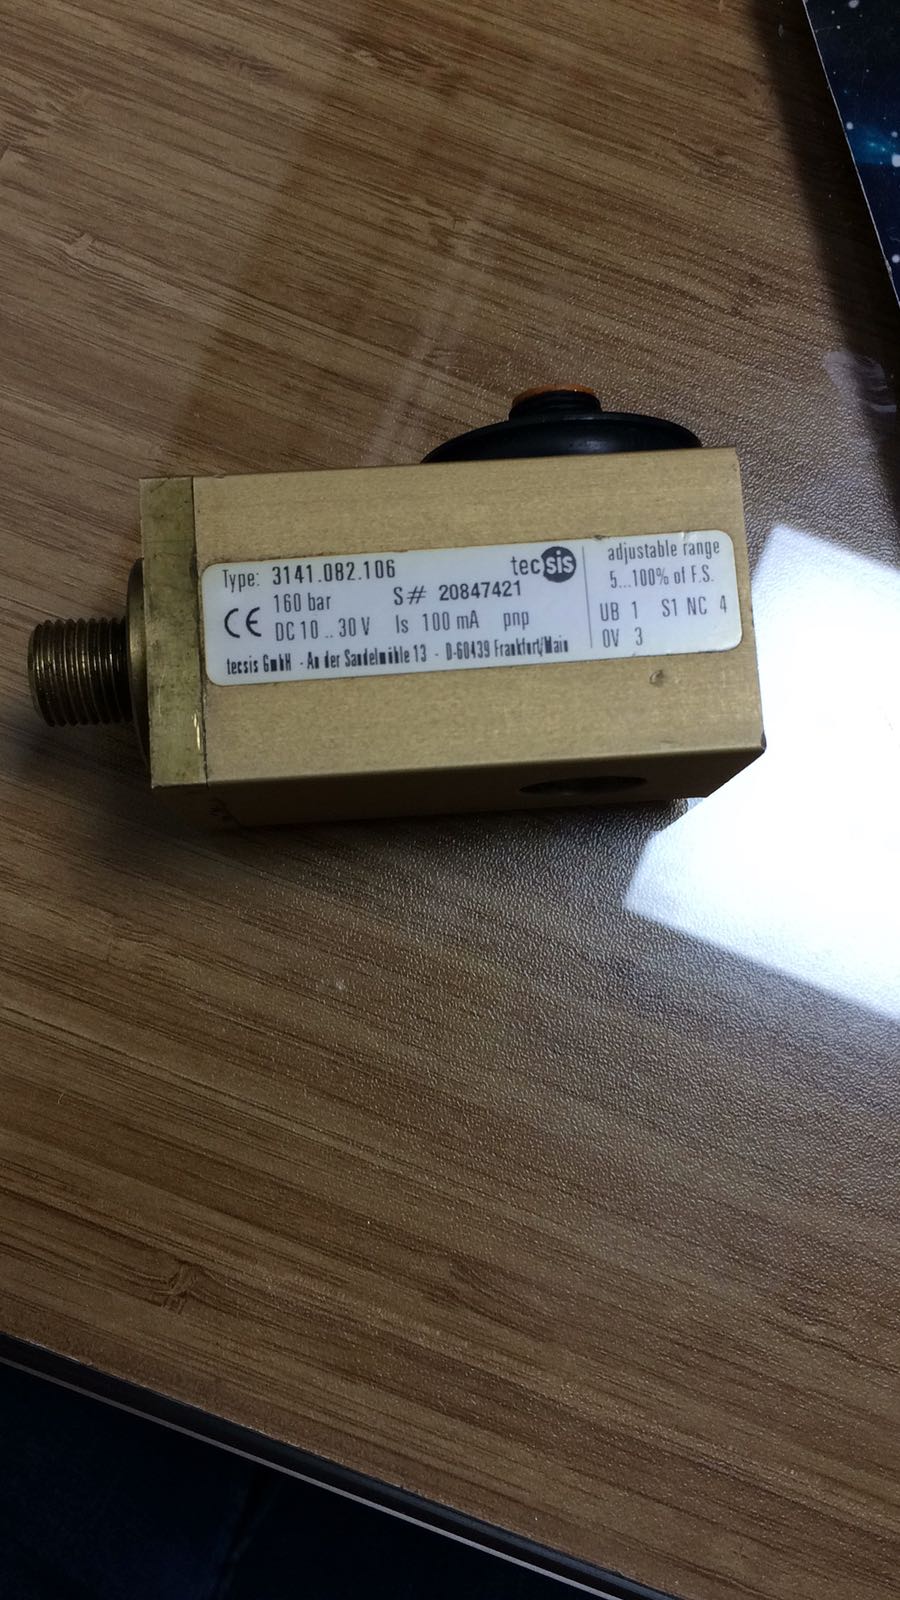 Type: 3141.082.106
tecsis
160 bar S# 20847421
CE DC 10 .. 30 V Is 100 mA pnp
tecsis GmbH - An der Sandelmühle 13 - D-60439 Frankfurt/Main
adjustable range
5...100% of F.S.
UB 1 S1 NC 4
0V 3